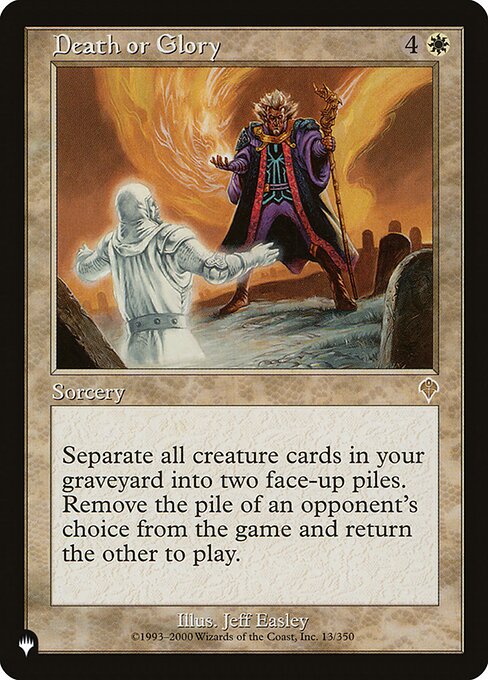 Death or Glory 4
Sorcery
Separate all creature cards in your
graveyard into two face-up piles.
Remove the pile of an opponent's
choice from the game and return
the other to play.
Illus. Jeff Easley
©1993–2000 Wizards of the Coast, Inc. 13/350